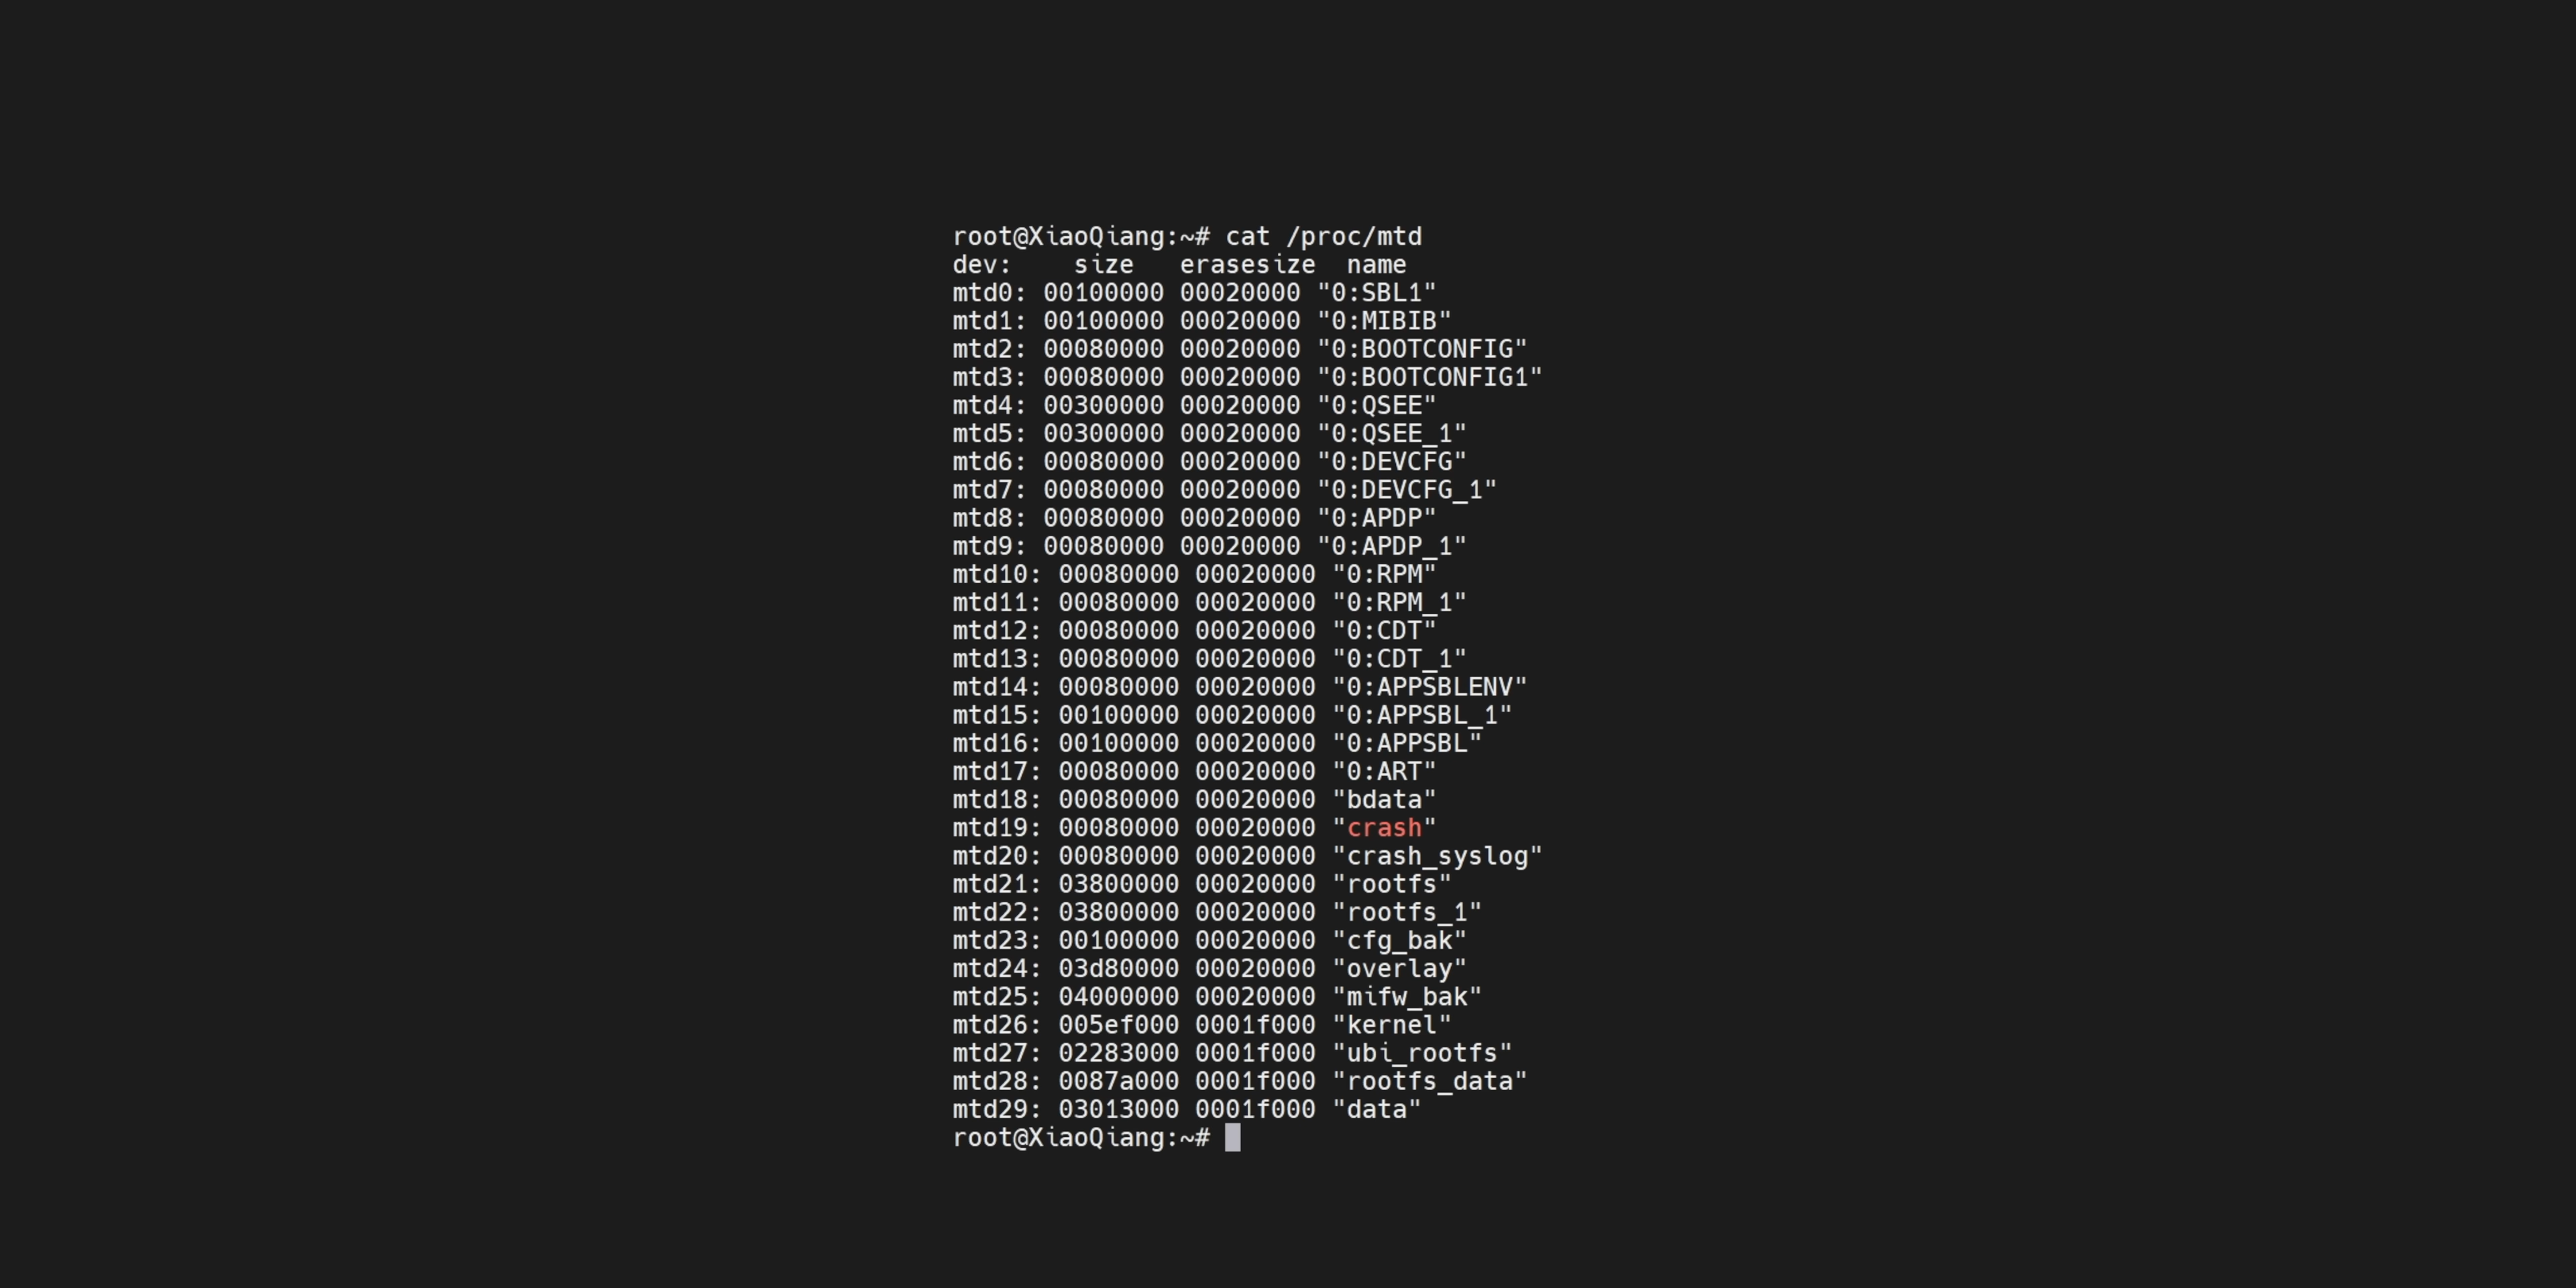 root@XiaoQiang:~# cat /proc/mtd
dev:    size   erasesize  name
mtd0: 00100000 00020000 "0:SBL1"
mtd1: 00100000 00020000 "0:MIBIB"
mtd2: 00080000 00020000 "0:BOOTCONFIG"
mtd3: 00080000 00020000 "0:BOOTCONFIG1"
mtd4: 00300000 00020000 "0:QSEE"
mtd5: 00300000 00020000 "0:QSEE_1"
mtd6: 00080000 00020000 "0:DEVCFG"
mtd7: 00080000 00020000 "0:DEVCFG_1"
mtd8: 00080000 00020000 "0:APDP"
mtd9: 00080000 00020000 "0:APDP_1"
mtd10: 00080000 00020000 "0:RPM"
mtd11: 00080000 00020000 "0:RPM_1"
mtd12: 00080000 00020000 "0:CDT"
mtd13: 00080000 00020000 "0:CDT_1"
mtd14: 00080000 00020000 "0:APPSBLENV"
mtd15: 00100000 00020000 "0:APPSBL_1"
mtd16: 00100000 00020000 "0:APPSBL"
mtd17: 00080000 00020000 "0:ART"
mtd18: 00080000 00020000 "bdata"
mtd19: 00080000 00020000 "crash"
mtd20: 00080000 00020000 "crash_syslog"
mtd21: 03800000 00020000 "rootfs"
mtd22: 03800000 00020000 "rootfs_1"
mtd23: 00100000 00020000 "cfg_bak"
mtd24: 03d80000 00020000 "overlay"
mtd25: 04000000 00020000 "mifw_bak"
mtd26: 005ef000 0001f000 "kernel"
mtd27: 02283000 0001f000 "ubi_rootfs"
mtd28: 0087a000 0001f000 "rootfs_data"
mtd29: 03013000 0001f000 "data"
root@XiaoQiang:~#